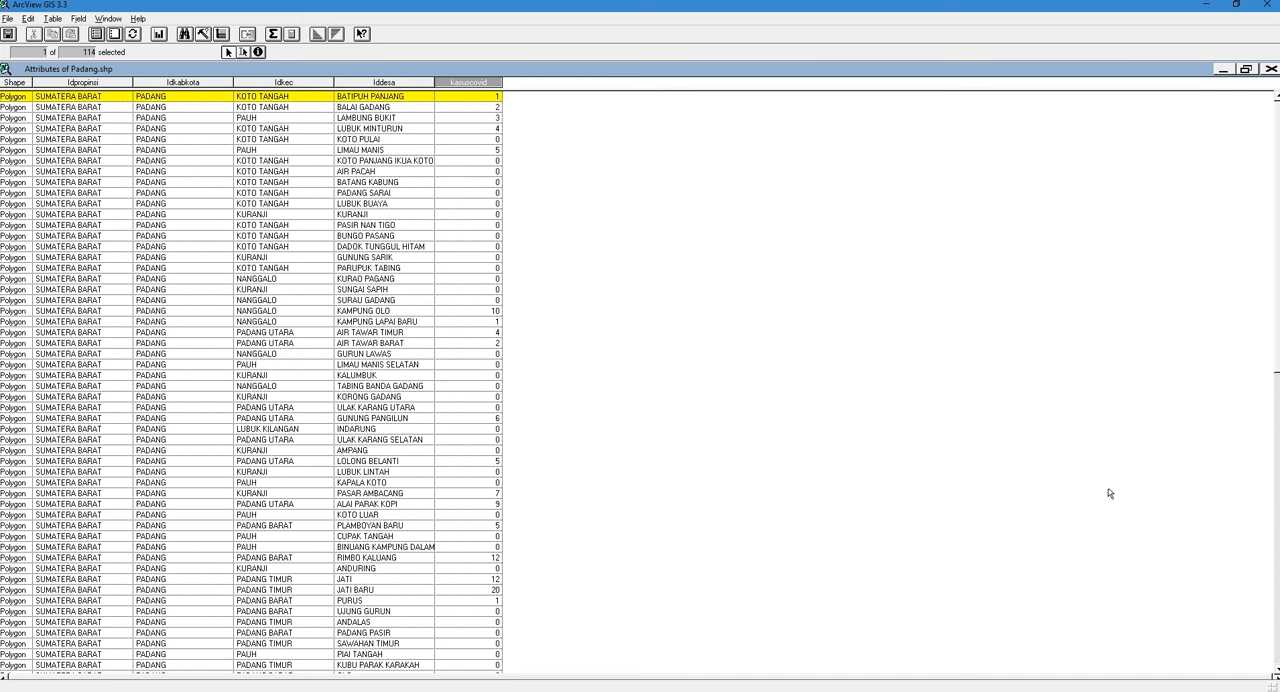 ArcView GIS 3.3
File Edit Table Field Window Help
1 of 114 selected
Attributes of Padang.shp
Shape Idpropinsi Idkabkota Idkec Iddesa kasuscovid
Polygon SUMATERA BARAT PADANG KOTO TANGAH BATIPUH PANJANG 1
Polygon SUMATERA BARAT PADANG KOTO TANGAH BALAI GADANG 2
Polygon SUMATERA BARAT PADANG PAUH LAMBUNG BUKIT 3
Polygon SUMATERA BARAT PADANG KOTO TANGAH LUBUK MINTURUN 4
Polygon SUMATERA BARAT PADANG KOTO TANGAH KOTO PULAI 0
Polygon SUMATERA BARAT PADANG PAUH LIMAU MANIS 5
Polygon SUMATERA BARAT PADANG KOTO TANGAH KOTO PANJANG IKUA KOTO 0
Polygon SUMATERA BARAT PADANG KOTO TANGAH AIR PACAH 0
Polygon SUMATERA BARAT PADANG KOTO TANGAH BATANG KABUNG 0
Polygon SUMATERA BARAT PADANG KOTO TANGAH PADANG SARAI 0
Polygon SUMATERA BARAT PADANG KOTO TANGAH LUBUK BUAYA 0
Polygon SUMATERA BARAT PADANG KURANJI KURANJI 0
Polygon SUMATERA BARAT PADANG KOTO TANGAH PASIR NAN TIGO 0
Polygon SUMATERA BARAT PADANG KOTO TANGAH BUNGO PASANG 0
Polygon SUMATERA BARAT PADANG KOTO TANGAH DADOK TUNGGUL HITAM 0
Polygon SUMATERA BARAT PADANG KURANJI GUNUNG SARIK 0
Polygon SUMATERA BARAT PADANG KOTO TANGAH PARUPUK TABING 0
Polygon SUMATERA BARAT PADANG NANGGALO KURAO PAGANG 0
Polygon SUMATERA BARAT PADANG KURANJI SUNGAI SAPIH 0
Polygon SUMATERA BARAT PADANG NANGGALO SURAU GADANG 0
Polygon SUMATERA BARAT PADANG NANGGALO KAMPUNG OLO 10
Polygon SUMATERA BARAT PADANG NANGGALO KAMPUNG LAPAI BARU 1
Polygon SUMATERA BARAT PADANG PADANG UTARA AIR TAWAR TIMUR 4
Polygon SUMATERA BARAT PADANG PADANG UTARA AIR TAWAR BARAT 2
Polygon SUMATERA BARAT PADANG NANGGALO GURUN LAWAS 0
Polygon SUMATERA BARAT PADANG PAUH LIMAU MANIS SELATAN 0
Polygon SUMATERA BARAT PADANG KURANJI KALUMBUK 0
Polygon SUMATERA BARAT PADANG NANGGALO TABING BANDA GADANG 0
Polygon SUMATERA BARAT PADANG KURANJI KORONG GADANG 0
Polygon SUMATERA BARAT PADANG PADANG UTARA ULAK KARANG UTARA 0
Polygon SUMATERA BARAT PADANG PADANG UTARA GUNUNG PANGILUN 6
Polygon SUMATERA BARAT PADANG LUBUK KILANGAN INDARUNG 0
Polygon SUMATERA BARAT PADANG PADANG UTARA ULAK KARANG SELATAN 0
Polygon SUMATERA BARAT PADANG KURANJI AMPANG 0
Polygon SUMATERA BARAT PADANG PADANG UTARA LOLONG BELANTI 5
Polygon SUMATERA BARAT PADANG KURANJI LUBUK LINTAH 0
Polygon SUMATERA BARAT PADANG PAUH KAPALA KOTO 0
Polygon SUMATERA BARAT PADANG KURANJI PASAR AMBACANG 7
Polygon SUMATERA BARAT PADANG PADANG UTARA ALAI PARAK KOPI 9
Polygon SUMATERA BARAT PADANG PAUH KOTO LUAR 0
Polygon SUMATERA BARAT PADANG PADANG BARAT PLAMBOYAN BARU 5
Polygon SUMATERA BARAT PADANG PAUH CUPAK TANGAH 0
Polygon SUMATERA BARAT PADANG PAUH BINUANG KAMPUNG DALAM 0
Polygon SUMATERA BARAT PADANG PADANG BARAT RIMBO KALUANG 12
Polygon SUMATERA BARAT PADANG KURANJI ANDURING 0
Polygon SUMATERA BARAT PADANG PADANG TIMUR JATI 12
Polygon SUMATERA BARAT PADANG PADANG TIMUR JATI BARU 20
Polygon SUMATERA BARAT PADANG PADANG BARAT PURUS 1
Polygon SUMATERA BARAT PADANG PADANG BARAT UJUNG GURUN 0
Polygon SUMATERA BARAT PADANG PADANG TIMUR ANDALAS 0
Polygon SUMATERA BARAT PADANG PADANG BARAT PADANG PASIR 0
Polygon SUMATERA BARAT PADANG PADANG TIMUR SAWAHAN TIMUR 0
Polygon SUMATERA BARAT PADANG PAUH PIAI TANGAH 0
Polygon SUMATERA BARAT PADANG PADANG TIMUR KUBU PARAK KARAKAH 0